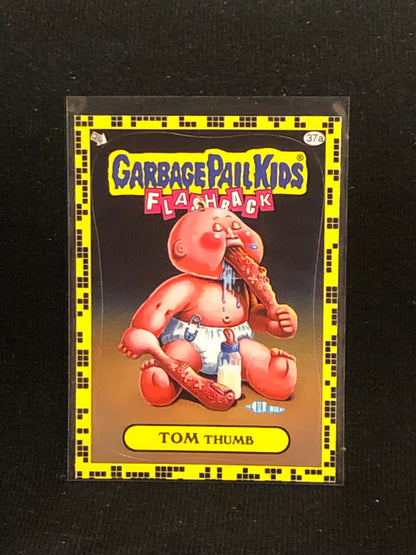 37a
GARBAGE PAIL KIDS®
FLASHBACK
TOM THUMB